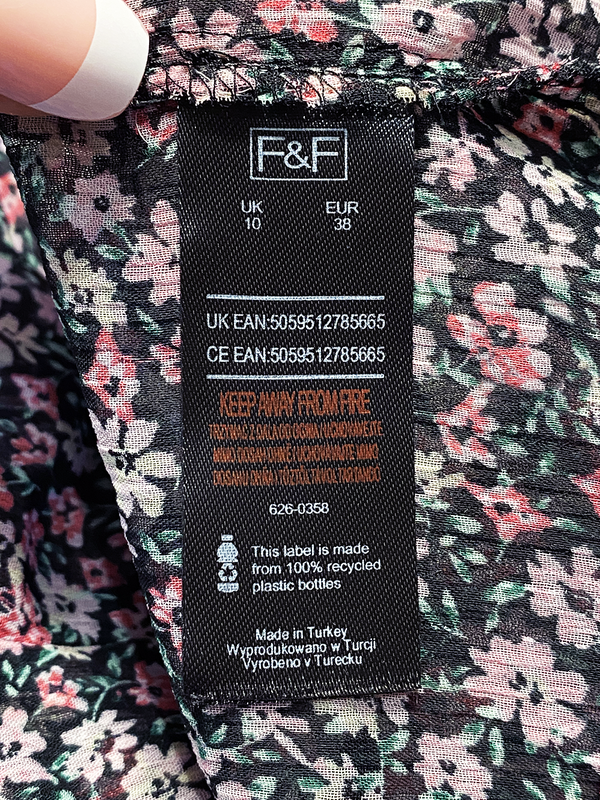 F&F
UK EUR
10 38
UK EAN:5059512785665
CE EAN:5059512785665
KEEP AWAY FROM FIRE
626-0358
This label is made
from 100% recycled
plastic bottles
Made in Turkey
Wyprodukowano w Turcji
Vyrobeno v Turecku